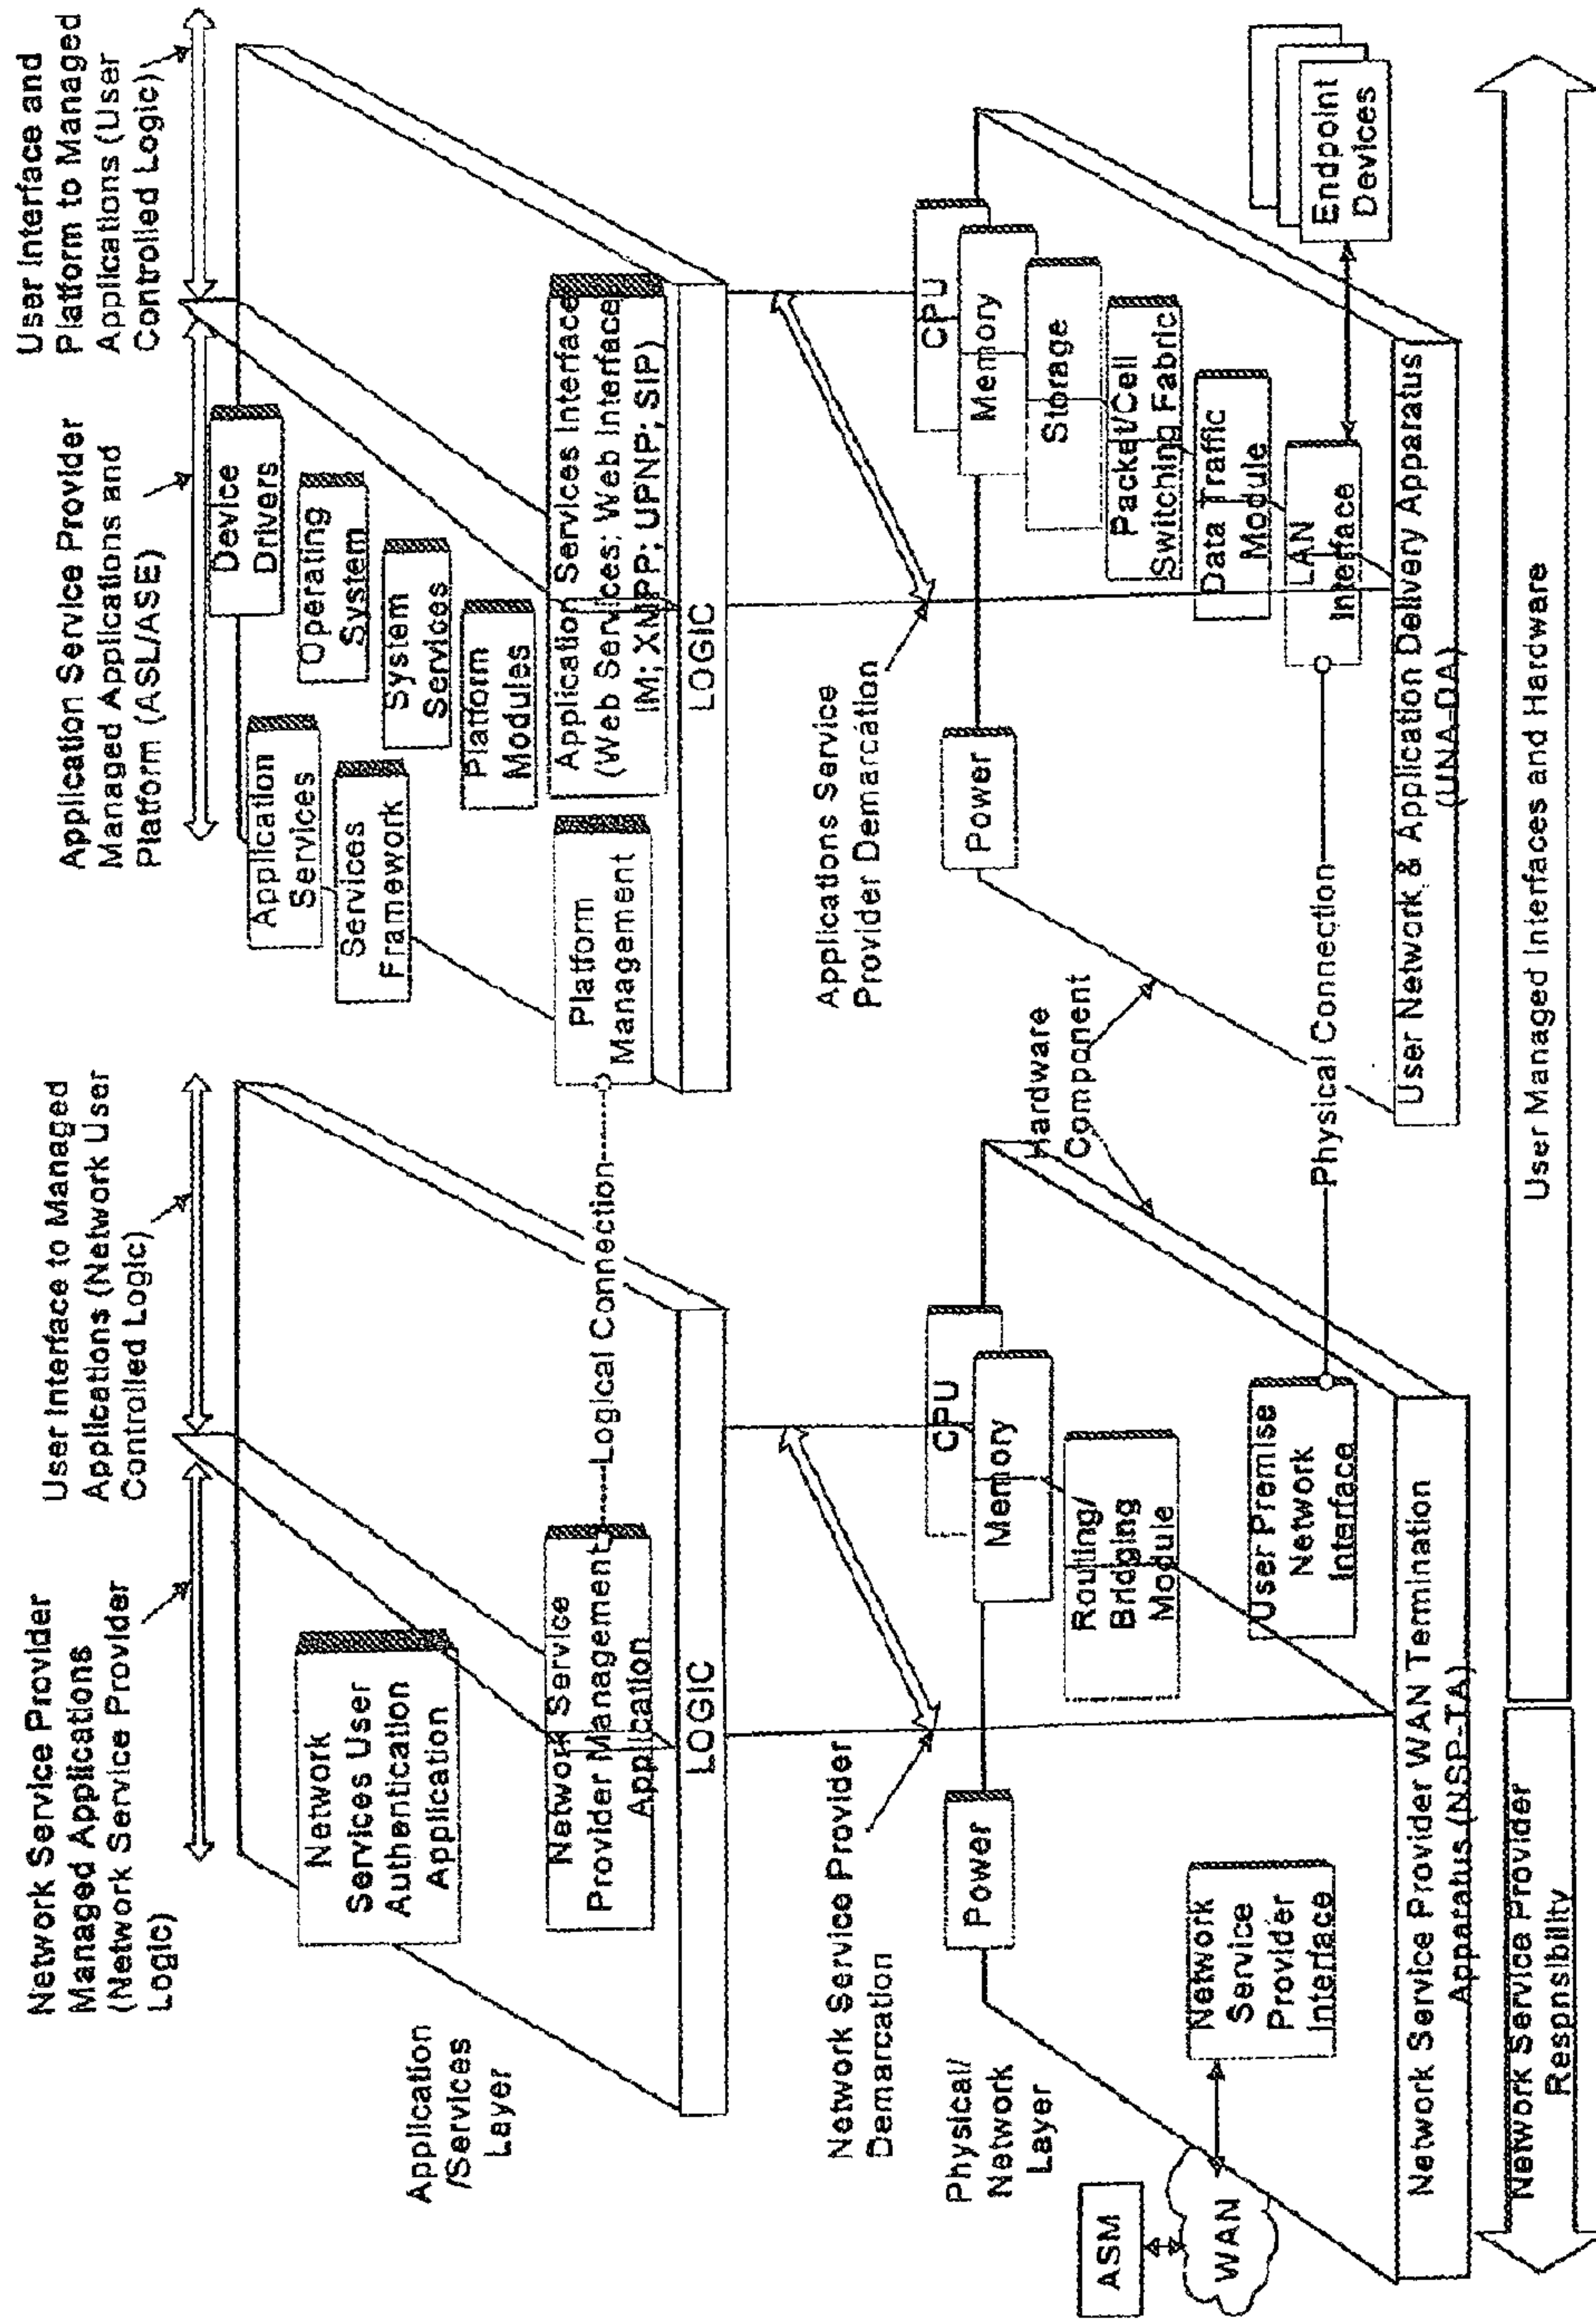 Network Service Provider
Managed Applications
(Network Service Provider
Logic)
User Interface to Managed
Applications (Network User
Controlled Logic)
Application Service Provider
Managed Applications and
Platform (ASL/ASE)
User Interface and
Platform to Managed
Applications (User
Controlled Logic)
Application
/Services
Layer
Network
Services User
Authentication
Application
Network Service
Provider Management
Application
LOGIC
Logical Connection
Application
Services
Services
Framework
Platform
Management
Device
Drivers
Operating
System
System
Services
Platform
Modules
Application Services Interface
(Web Services; Web Interface
IM; XMPP; UPNP; SIP)
LOGIC
Network Service Provider
Demarcation
Applications Service
Provider Demarcation
Physical/
Network
Layer
ASM
WAN
Power
Network
Service
Provider
Interface
CPU
Memory
Routing/
Bridging
Module
User Premise
Network
Interface
Hardware
Component
Physical Connection
Power
CPU
Memory
Storage
Packet/Cell
Switching Fabric
Data Traffic
Module
LAN
Interface
Endpoint
Devices
Network Service Provider WAN Termination
Apparatus (NSP-TA)
User Network & Application Delivery Apparatus
(UNA-DA)
Network Service Provider
Respnsibility
User Managed Interfaces and Hardware